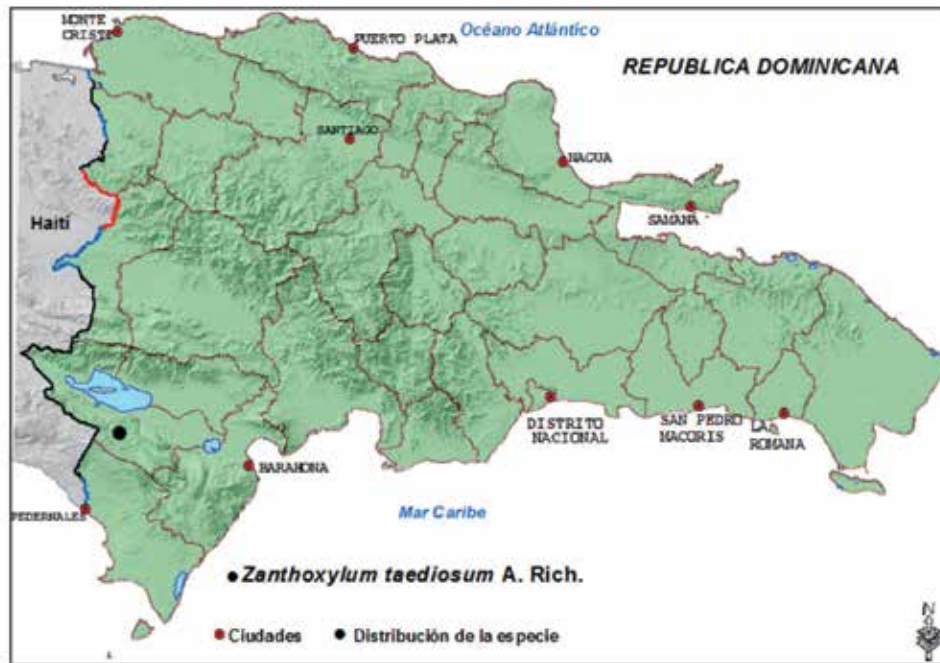 MONTE
CRISTI
Océano Atlántico
PUERTO PLATA
REPUBLICA DOMINICANA
SANTIAGO
NAGUA
Haití
SAMANA
DISTRITO
NACIONAL
SAN PEDRO
MACORIS
LA
ROMANA
BARAHONA
PEDERNALES
Mar Caribe
Zanthoxylum taediosum A. Rich.
Ciudades
Distribución de la especie
N